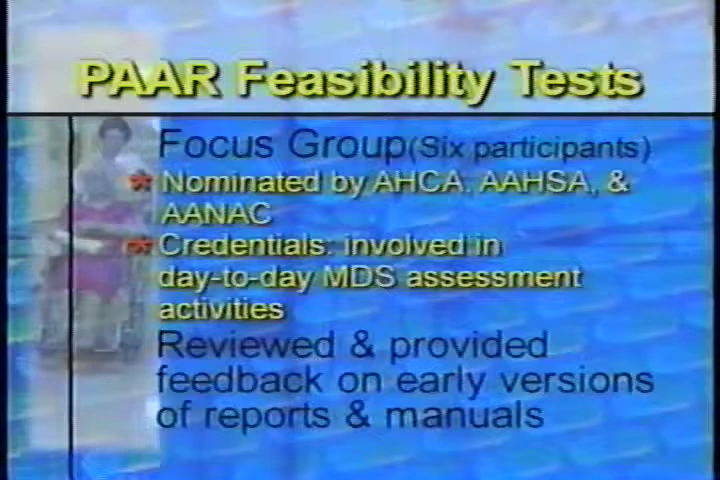 PAAR Feasibility Tests
Focus Group(Six participants)
* Nominated by AHCA, AAHSA, &
AANAC
* Credentials: involved in
day-to-day MDS assessment
activities
Reviewed & provided
feedback on early versions
of reports & manuals